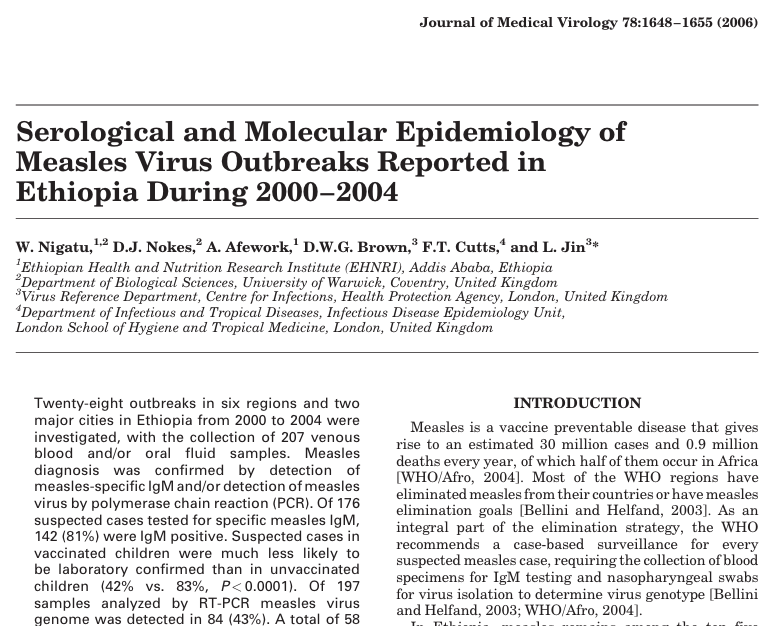 Journal of Medical Virology 78:1648–1655 (2006)
Serological and Molecular Epidemiology of
Measles Virus Outbreaks Reported in
Ethiopia During 2000–2004
W. Nigatu,1,2 D.J. Nokes,2 A. Afework,1 D.W.G. Brown,3 F.T. Cutts,4 and L. Jin3*
1Ethiopian Health and Nutrition Research Institute (EHNRI), Addis Ababa, Ethiopia
2Department of Biological Sciences, University of Warwick, Coventry, United Kingdom
3Virus Reference Department, Centre for Infections, Health Protection Agency, London, United Kingdom
4Department of Infectious and Tropical Diseases, Infectious Disease Epidemiology Unit,
London School of Hygiene and Tropical Medicine, London, United Kingdom
Twenty-eight outbreaks in six regions and two
major cities in Ethiopia from 2000 to 2004 were
investigated, with the collection of 207 venous
blood and/or oral fluid samples. Measles
diagnosis was confirmed by detection of
measles-specific IgM and/or detection of measles
virus by polymerase chain reaction (PCR). Of 176
suspected cases tested for specific measles IgM,
142 (81%) were IgM positive. Suspected cases in
vaccinated children were much less likely to
be laboratory confirmed than in unvaccinated
children (42% vs. 83%, P<0.0001). Of 197
samples analyzed by RT-PCR measles virus
genome was detected in 84 (43%). A total of 58
INTRODUCTION
Measles is a vaccine preventable disease that gives
rise to an estimated 30 million cases and 0.9 million
deaths every year, of which half of them occur in Africa
[WHO/Afro, 2004]. Most of the WHO regions have
eliminated measles from their countries or have measles
elimination goals [Bellini and Helfand, 2003]. As an
integral part of the elimination strategy, the WHO
recommends a case-based surveillance for every
suspected measles case, requiring the collection of blood
specimens for IgM testing and nasopharyngeal swabs
for virus isolation to determine virus genotype [Bellini
and Helfand, 2003; WHO/Afro, 2004].
In Ethiopia, measles remains among the top five